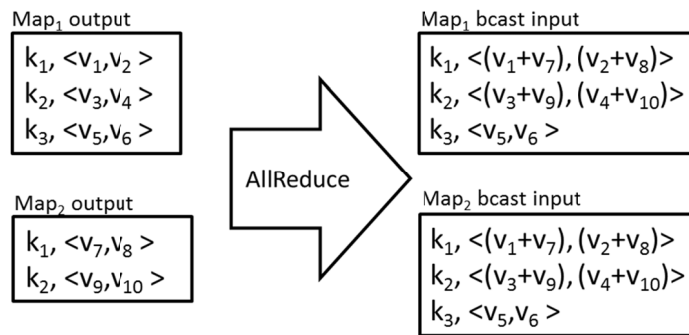 Map₁ output
k₁, <v₁,v₂ >
k₂, <v₃,v₄ >
k₃, <v₅,v₆ >
Map₂ output
k₁, <v₇,v₈ >
k₂, <v₉,v₁₀ >
AllReduce
Map₁ bcast input
k₁, <(v₁+v₇), (v₂+v₈)>
k₂, <(v₃+v₉), (v₄+v₁₀)>
k₃, <v₅,v₆ >
Map₂ bcast input
k₁, <(v₁+v₇), (v₂+v₈)>
k₂, <(v₃+v₉), (v₄+v₁₀)>
k₃, <v₅,v₆ >